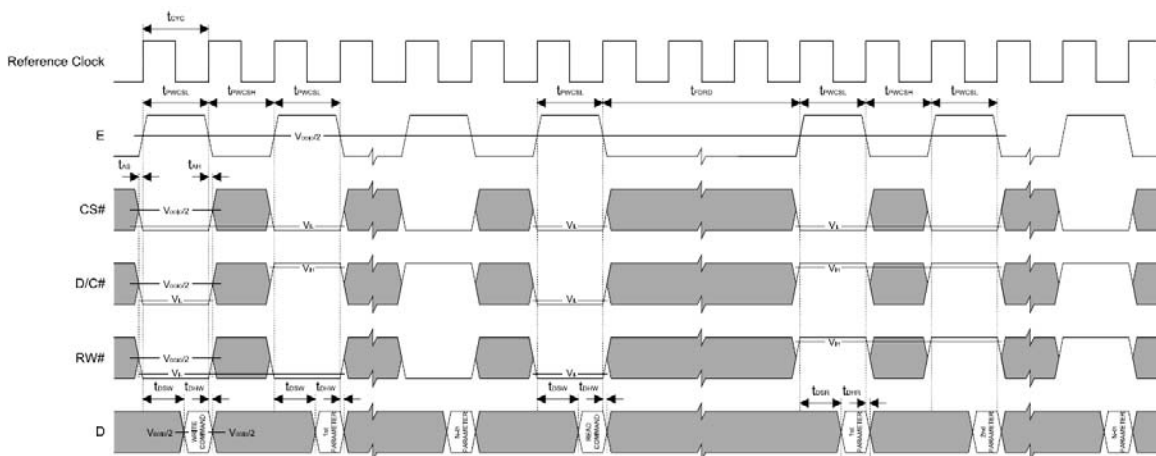 tCYC
Reference Clock
tPWCSL tPWCSH tPWCSL tPWCSL tFDRD tPWCSL tPWCSH tPWCSL
E
VDDIO/2
tAS tAH
CS#
VDDIO/2 VIL VIL VIL
D/C#
VDDIO/2 VIL VIH VIL VIH
RW#
VDDIO/2 VIL VIL VIH
tDSW tDHW tDSW tDHW tDSW tDHW tDSR tDHR
D
VDDIO/2 WRITE COMMAND VDDIO/2 1st PARAMETER N-th PARAMETER READ COMMAND 1st PARAMETER 2nd PARAMETER N-th PARAMETER